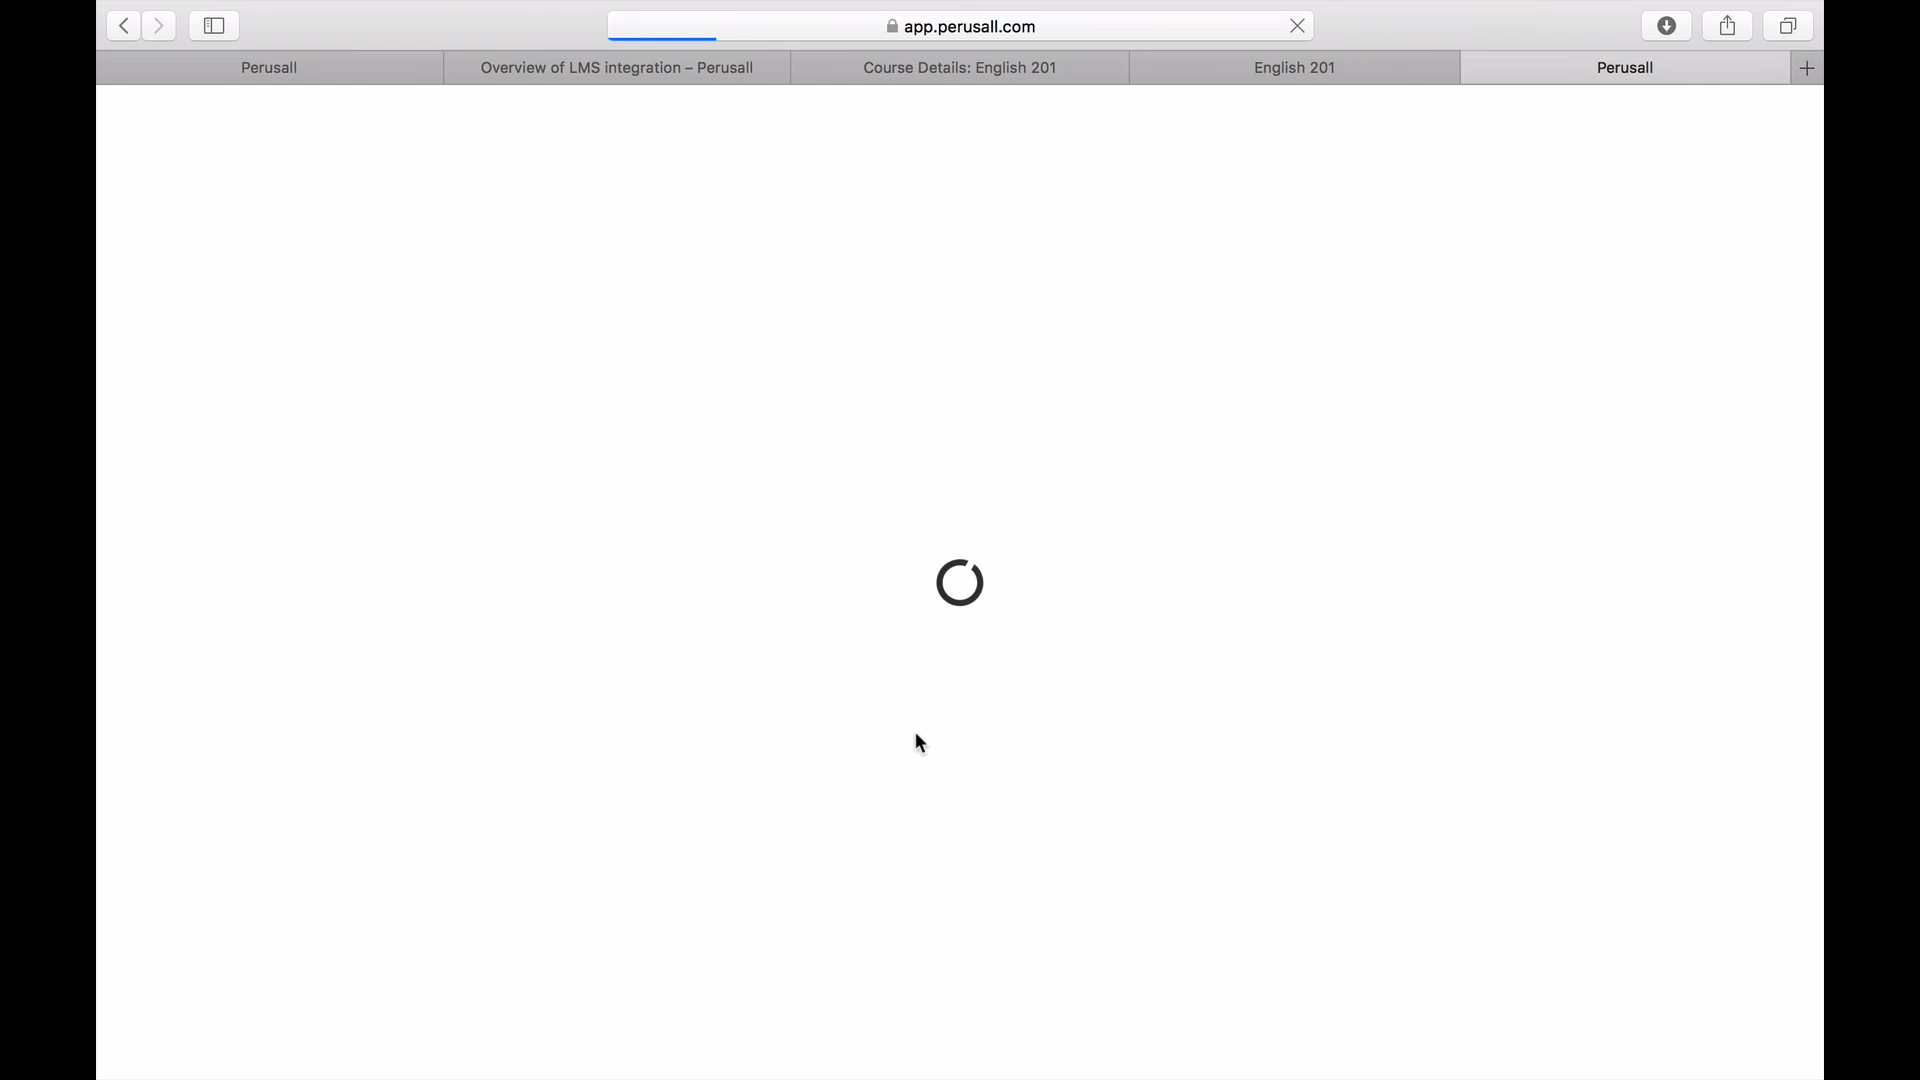 app.perusall.com
Perusall
Overview of LMS integration – Perusall
Course Details: English 201
English 201
Perusall